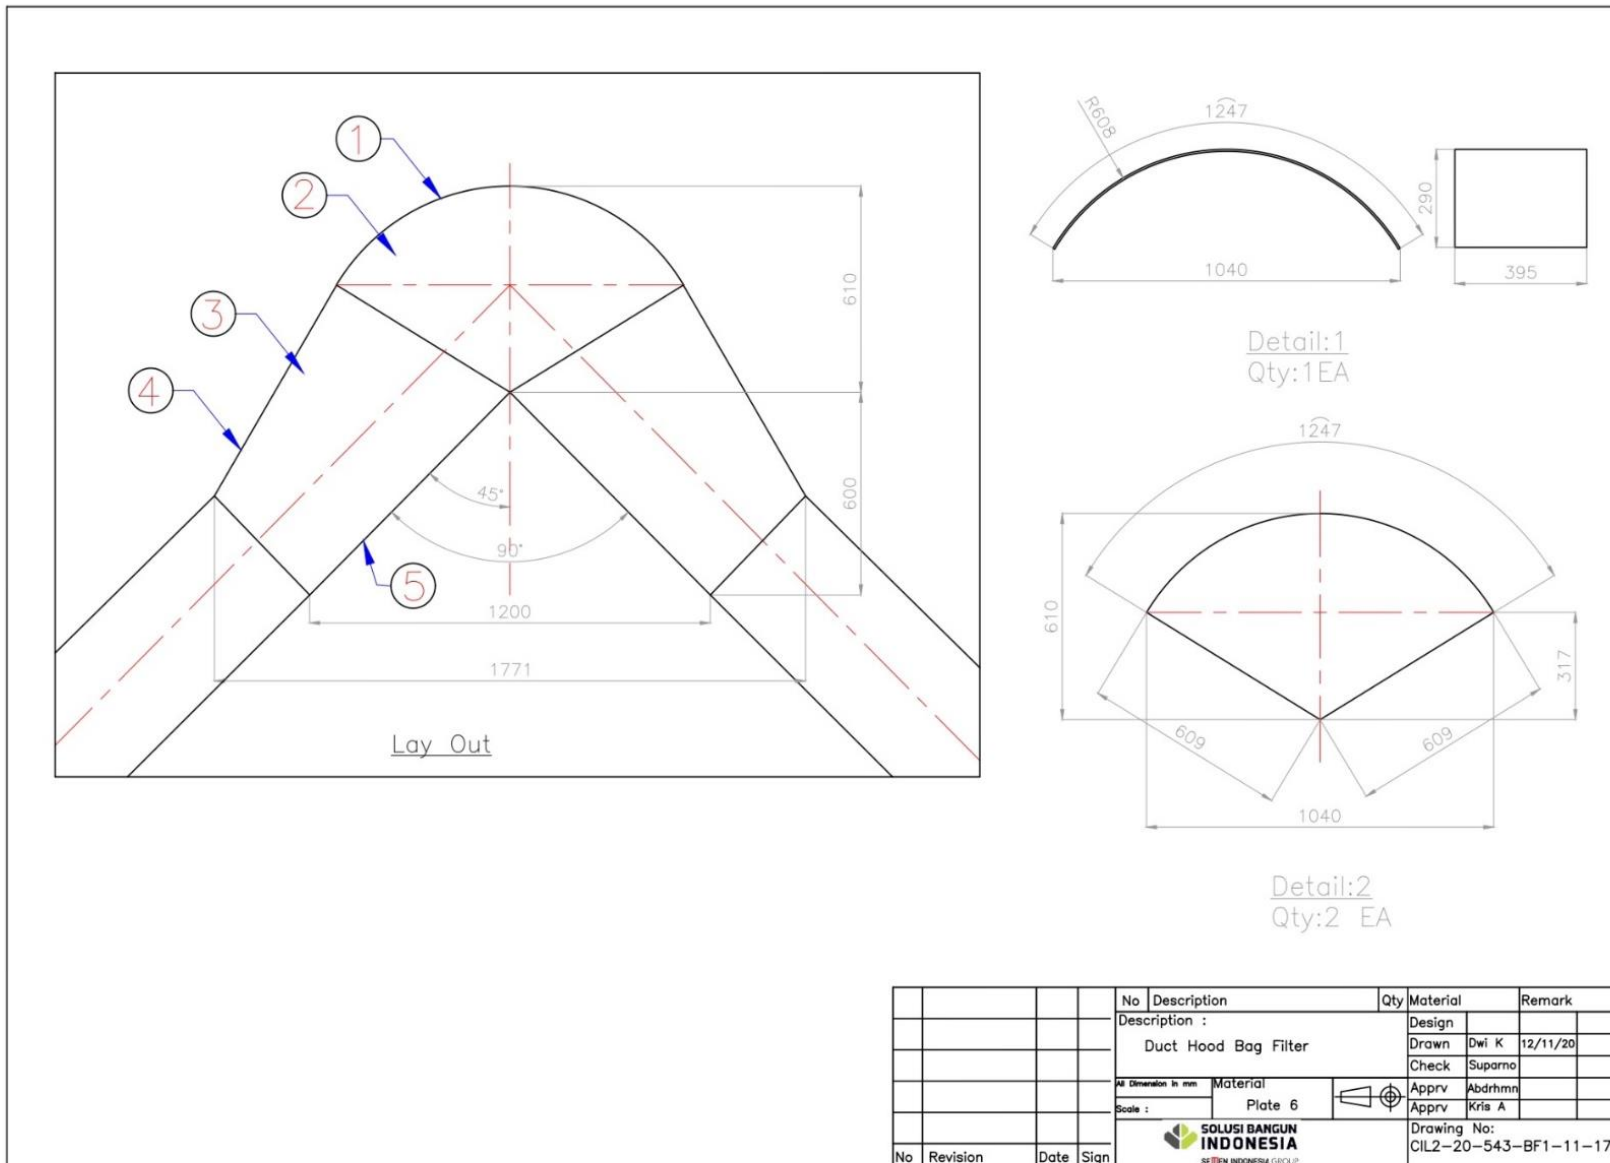 1
2
3
4
5
610
600
45°
90°
1200
1771
Lay Out
R608
1247
1040
290
395
Detail:1
Qty:1EA
1247
610
317
609
609
1040
Detail:2
Qty:2 EA
No Description Qty Material Remark
Description :
Duct Hood Bag Filter
Design
Drawn Dwi K 12/11/20
Check Suparno
Apprv Abdrhmn
Apprv Kris A
All Dimension in mm
Scale :
Material
Plate 6
SOLUSI BANGUN
INDONESIA
SEMEN INDONESIA GROUP
Drawing No:
CIL2-20-543-BF1-11-17
No Revision Date Sign